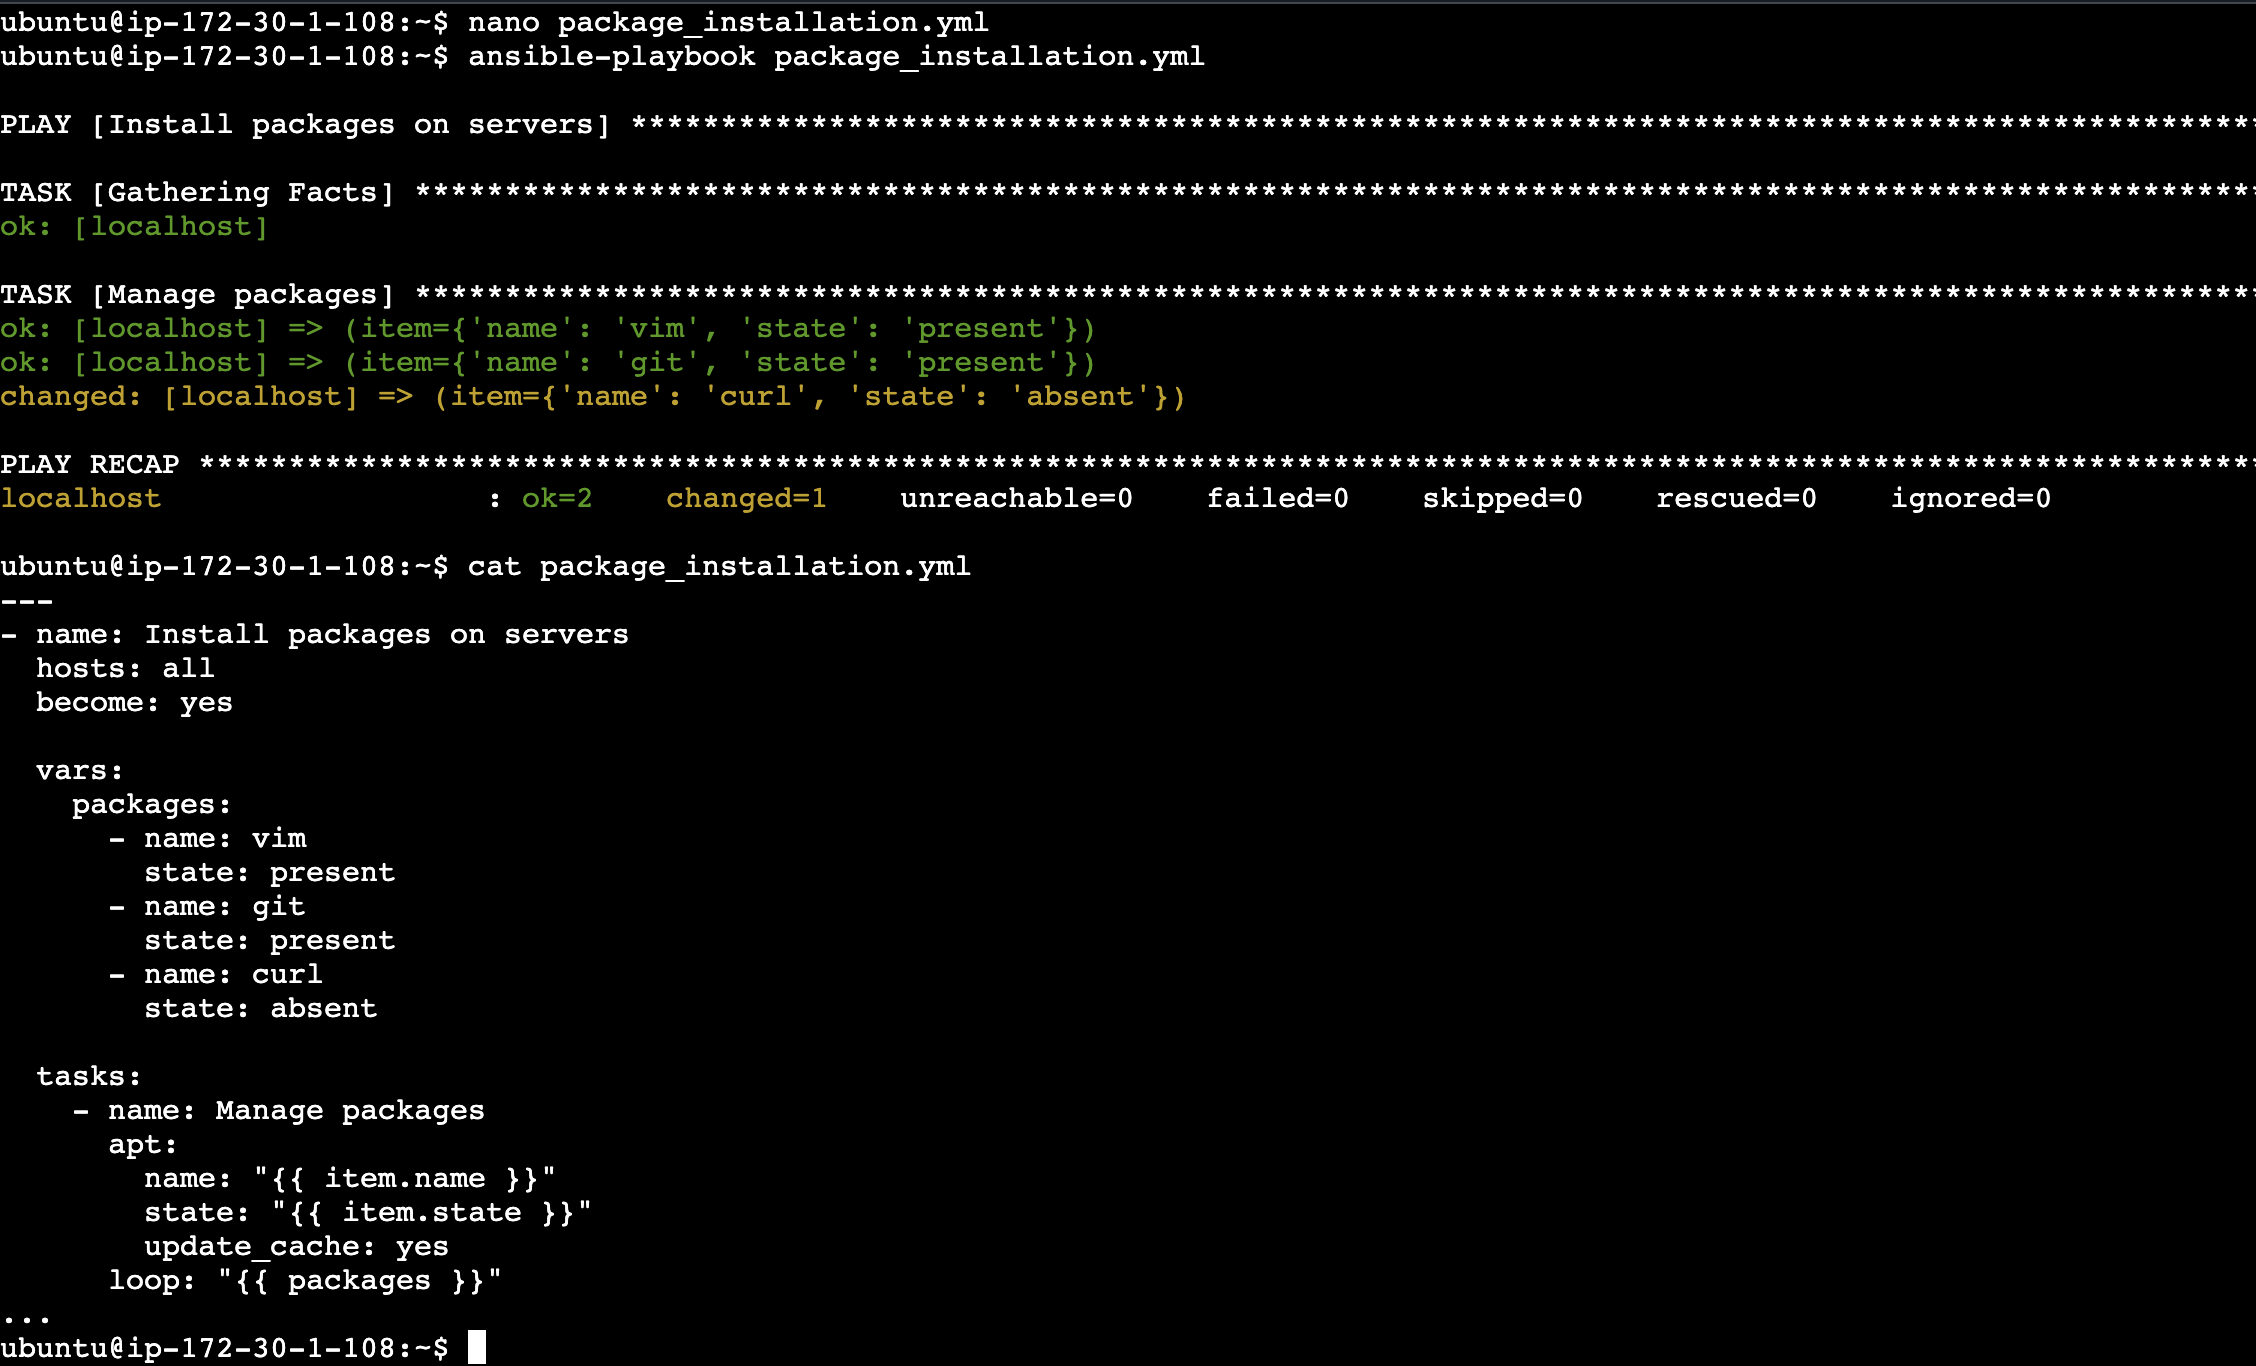 ubuntu@ip-172-30-1-108:~$ nano package_installation.yml
ubuntu@ip-172-30-1-108:~$ ansible-playbook package_installation.yml
PLAY [Install packages on servers] ******************************************************************************************
TASK [Gathering Facts] ******************************************************************************************************
ok: [localhost]
TASK [Manage packages] ******************************************************************************************************
ok: [localhost] => (item={'name': 'vim', 'state': 'present'})
ok: [localhost] => (item={'name': 'git', 'state': 'present'})
changed: [localhost] => (item={'name': 'curl', 'state': 'absent'})
PLAY RECAP ******************************************************************************************************************
localhost                  : ok=2    changed=1    unreachable=0    failed=0    skipped=0    rescued=0    ignored=0
ubuntu@ip-172-30-1-108:~$ cat package_installation.yml
---
- name: Install packages on servers
  hosts: all
  become: yes
  vars:
    packages:
      - name: vim
        state: present
      - name: git
        state: present
      - name: curl
        state: absent
  tasks:
    - name: Manage packages
      apt:
        name: "{{ item.name }}"
        state: "{{ item.state }}"
        update_cache: yes
      loop: "{{ packages }}"
...
ubuntu@ip-172-30-1-108:~$